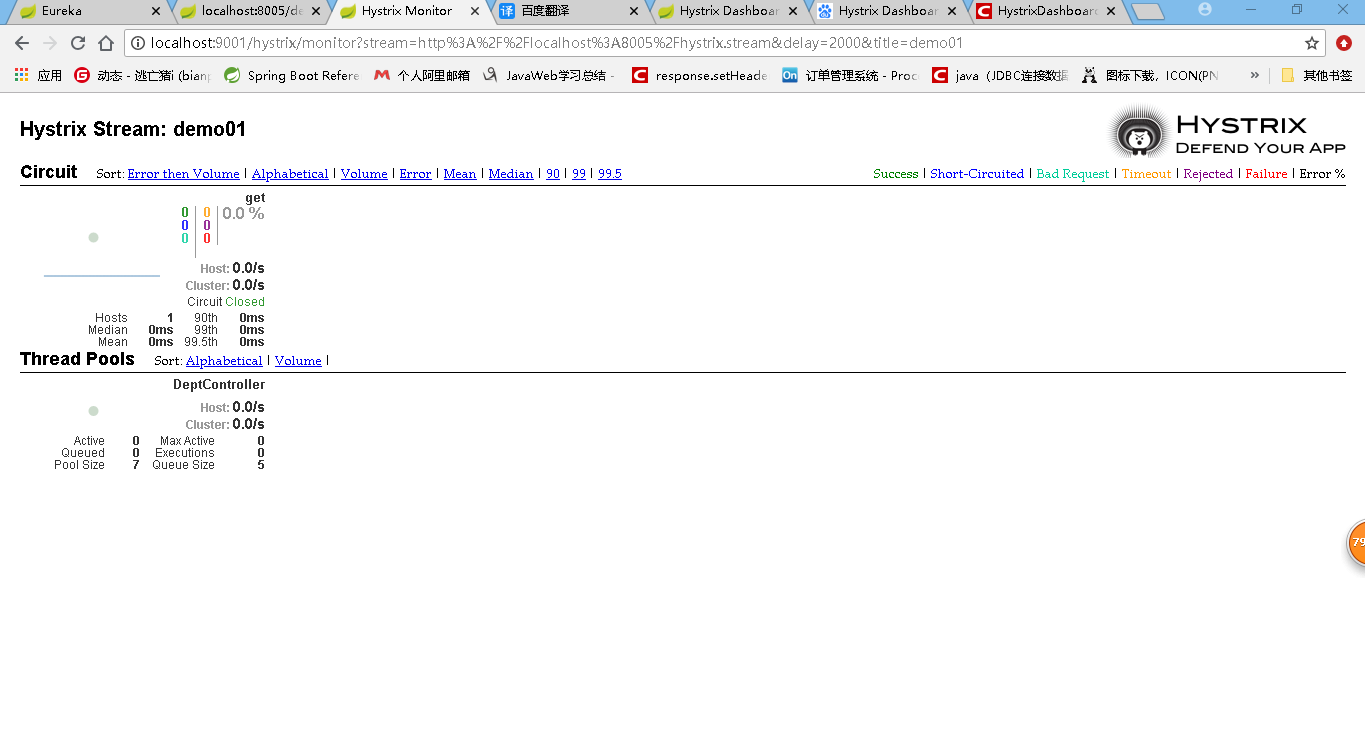 Eureka localhost:8005/de Hystrix Monitor 译 百度翻译 Hystrix Dashboar Hystrix Dashboar C HystrixDashboar
localhost:9001/hystrix/monitor?stream=http%3A%2F%2Flocalhost%3A8005%2Fhystrix.stream&delay=2000&title=demo01
应用 G 动态 - 逃亡猪i (bian Spring Boot Refere 个人阿里邮箱 JavaWeb学习总结 - C response.setHeade On 订单管理系统 - Proc C java（JDBC连接数据 图标下载，ICON(PN » 其他书签
Hystrix Stream: demo01
HYSTRIX
DEFEND YOUR APP
Circuit Sort: Error then Volume | Alphabetical | Volume | Error | Mean | Median | 90 | 99 | 99.5
Success | Short-Circuited | Bad Request | Timeout | Rejected | Failure | Error %
get
0 0 0.0 %
0 0
0 0
Host: 0.0/s
Cluster: 0.0/s
Circuit Closed
Hosts 1 90th 0ms
Median 0ms 99th 0ms
Mean 0ms 99.5th 0ms
Thread Pools Sort: Alphabetical | Volume |
DeptController
Host: 0.0/s
Cluster: 0.0/s
Active 0 Max Active 0
Queued 0 Executions 0
Pool Size 7 Queue Size 5
79